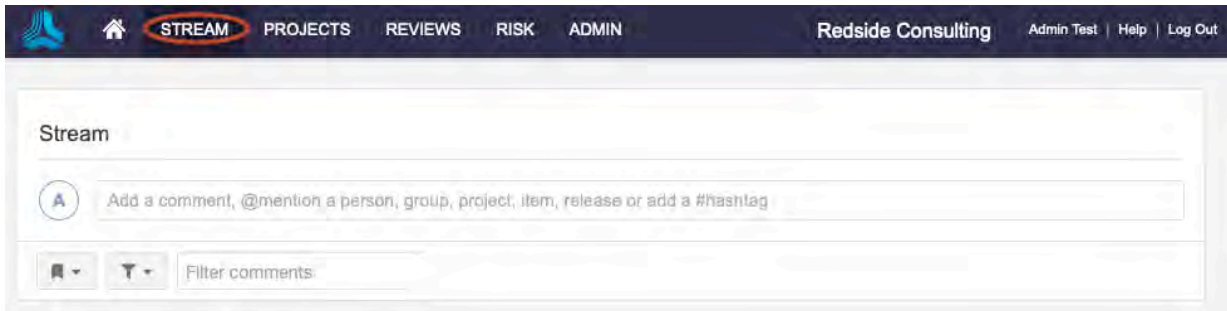 STREAM PROJECTS REVIEWS RISK ADMIN Redside Consulting Admin Test | Help | Log Out
Stream
A Add a comment, @mention a person, group, project, item, release or add a #hashtag
Filter comments